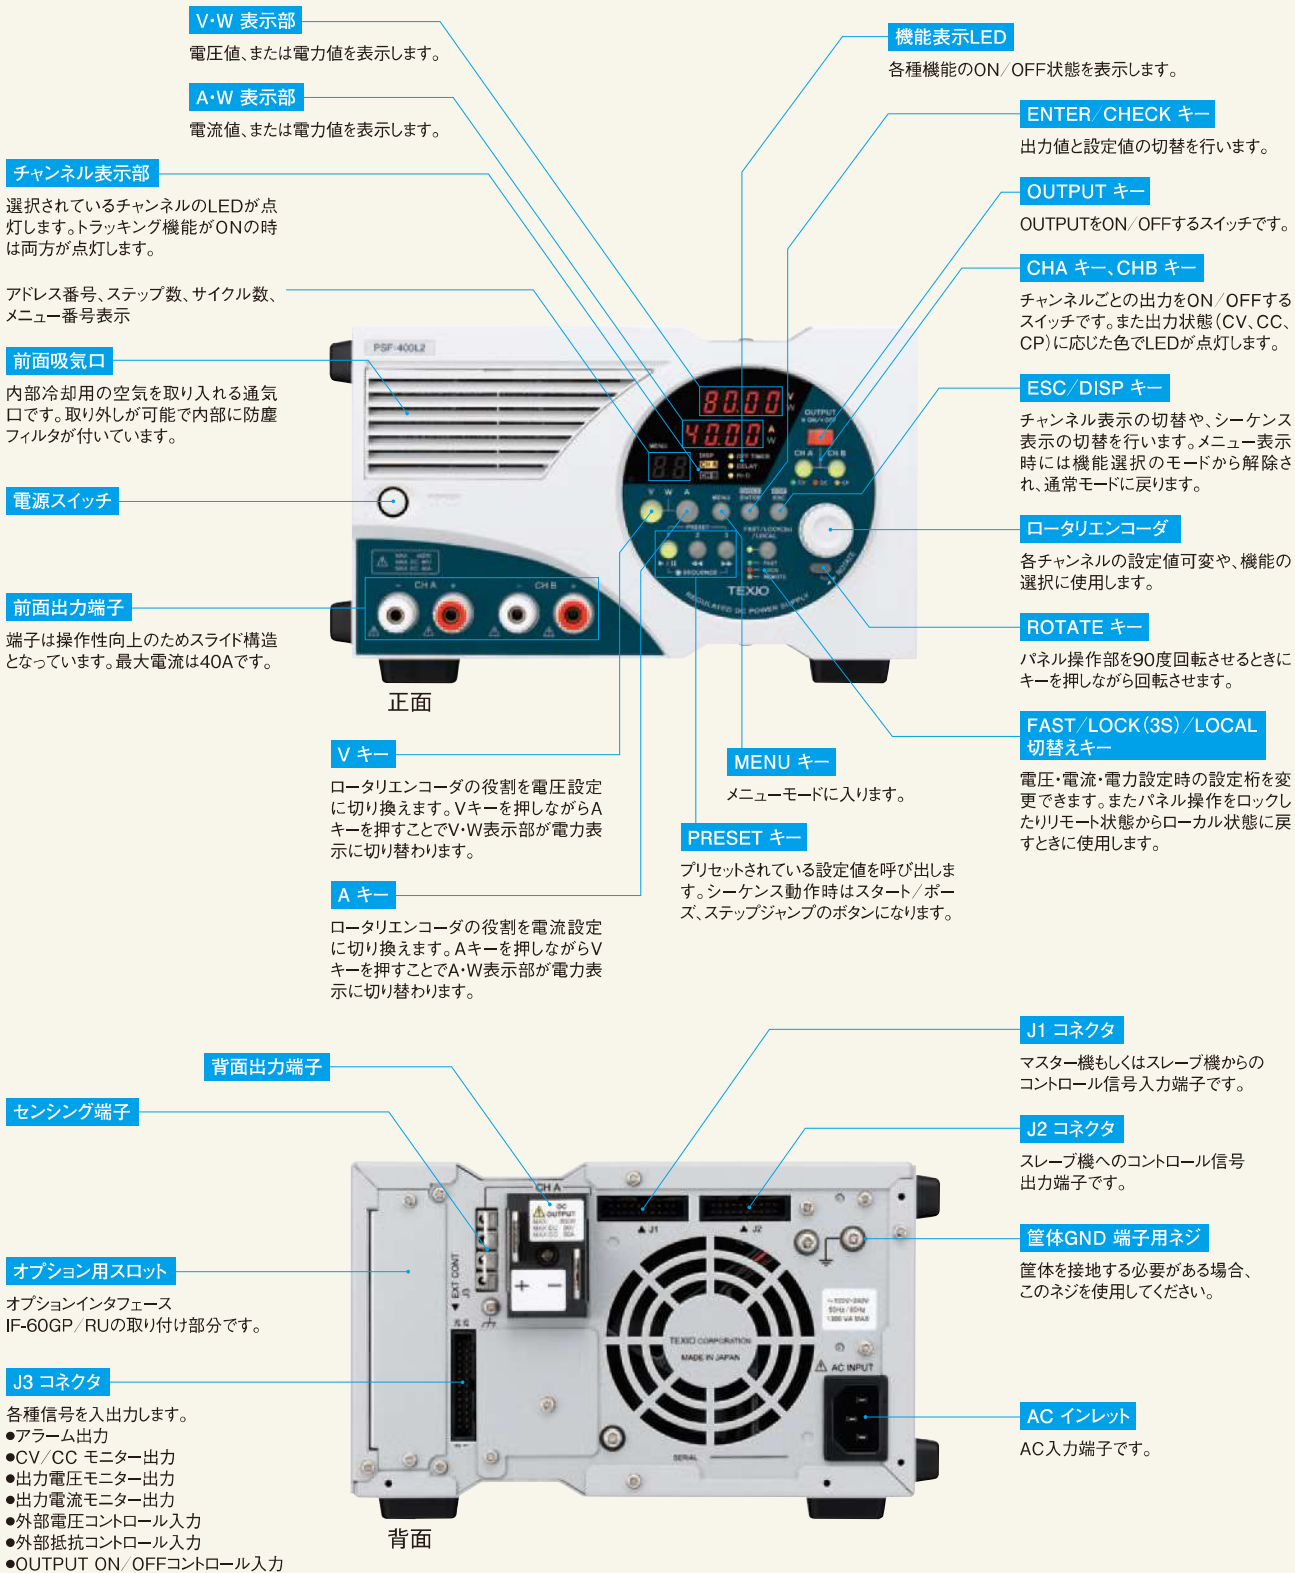 V・W 表示部
電圧値、または電力値を表示します。
A・W 表示部
電流値、または電力値を表示します。
チャンネル表示部
選択されているチャンネルのLEDが点
灯します。トラッキング機能がONの時
は両方が点灯します。
アドレス番号、ステップ数、サイクル数、
メニュー番号表示
前面吸気口
内部冷却用の空気を取り入れる通気
口です。取り外しが可能で内部に防塵
フィルタが付いています。
電源スイッチ
前面出力端子
端子は操作性向上のためスライド構造
となっています。最大電流は40Aです。
機能表示LED
各種機能のON/OFF状態を表示します。
ENTER/CHECK キー
出力値と設定値の切替を行います。
OUTPUT キー
OUTPUTをON/OFFするスイッチです。
CHA キー、CHB キー
チャンネルごとの出力をON/OFFする
スイッチです。また出力状態(CV、CC、
CP)に応じた色でLEDが点灯します。
ESC/DISP キー
チャンネル表示の切替や、シーケンス
表示の切替を行います。メニュー表示
時には機能選択のモードから解除さ
れ、通常モードに戻ります。
ロータリエンコーダ
各チャンネルの設定値可変や、機能の
選択に使用します。
ROTATE キー
パネル操作部を90度回転させるときに
キーを押しながら回転させます。
FAST/LOCK(3S)/LOCAL
切替えキー
電圧・電流・電力設定時の設定桁を変
更できます。またパネル操作をロックし
たりリモート状態からローカル状態に戻
すときに使用します。
PSF-400L2
80.00
V
W
40.00
A
W
MENU
88
DISP
CH A
CH B
OFF TIMER
DELAY
OUTPUT
CH A
CH B
V
W
A
MENU
ENTER
ESC
PRESET
1
2
3
SEQUENCE
FAST/LOCK(3s)
/LOCAL
FAST
LOCK
REMOTE
ROTATE
TEXIO
REGULATED DC POWER SUPPLY
− CH A +
− CH B +
正面
V キー
ロータリエンコーダの役割を電圧設定
に切り換えます。VキーをしながらA
キーを押すことでV・W表示部が電力表
示に切り替わります。
A キー
ロータリエンコーダの役割を電流設定
に切り換えます。Aキーを押しながらV
キーを押すことでA・W表示部が電力表
示に切り替わります。
MENU キー
メニューモードに入ります。
PRESET キー
プリセットされている設定値を呼び出しま
す。シーケンス動作時はスタート/ポー
ズ、ステップジャンプのボタンになります。
背面出力端子
センシング端子
オプション用スロット
オプションインタフェース
IF-60GP/RUの取り付け部分です。
J3 コネクタ
各種信号を入出力します。
●アラーム出力
●CV/CC モニター出力
●出力電圧モニター出力
●出力電流モニター出力
●外部電圧コントロール入力
●外部抵抗コントロール入力
●OUTPUT ON/OFFコントロール入力
J1 コネクタ
マスター機もしくはスレーブ機からの
コントロール信号入力端子です。
J2 コネクタ
スレーブ機へのコントロール信号
出力端子です。
筐体GND 端子用ネジ
筐体を接地する必要がある場合、
このネジを使用してください。
AC インレット
AC入力端子です。
CH A
DC
OUTPUT
+ −
▲ J1
▲ J2
◀ EXT CONT
J3
TEXIO CORPORATION
MADE IN JAPAN
~100V-240V
50Hz / 60Hz
AC INPUT
SERIAL
背面